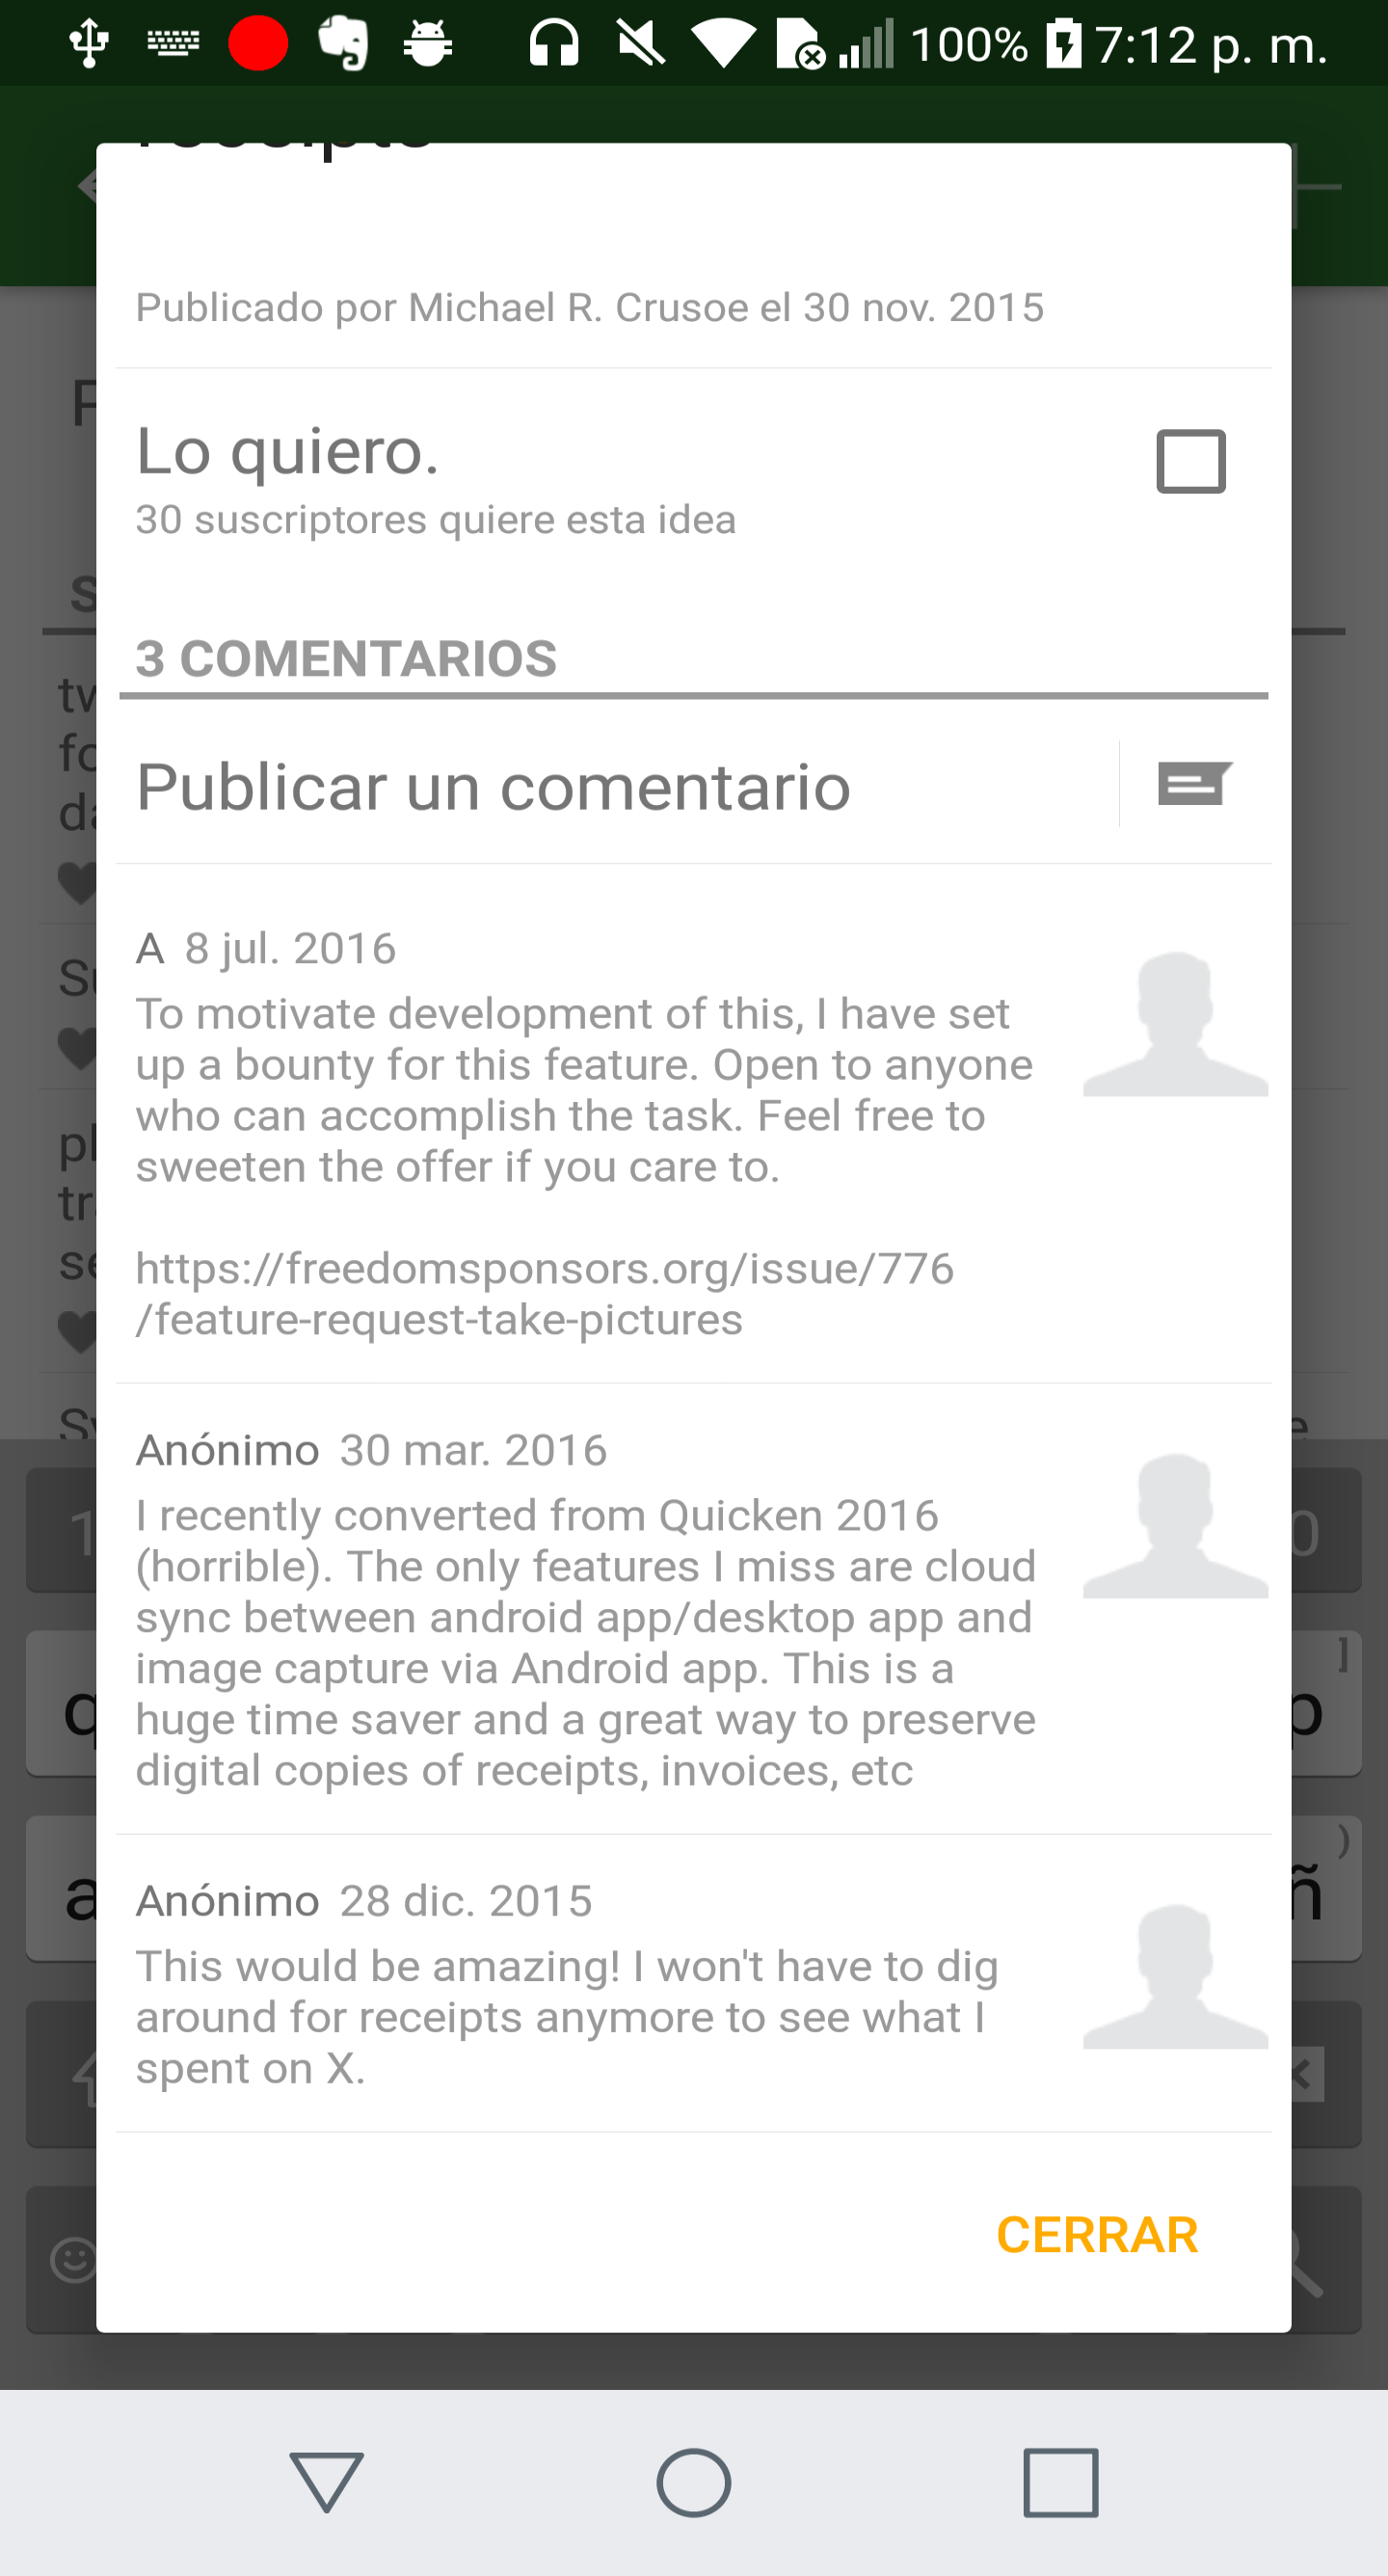 100% 7:12 p. m.
Publicado por Michael R. Crusoe el 30 nov. 2015
Lo quiero.
30 suscriptores quiere esta idea
3 COMENTARIOS
Publicar un comentario
A 8 jul. 2016
To motivate development of this, I have set
up a bounty for this feature. Open to anyone
who can accomplish the task. Feel free to
sweeten the offer if you care to.
https://freedomsponsors.org/issue/776
/feature-request-take-pictures
Anónimo 30 mar. 2016
I recently converted from Quicken 2016
(horrible). The only features I miss are cloud
sync between android app/desktop app and
image capture via Android app. This is a
huge time saver and a great way to preserve
digital copies of receipts, invoices, etc
Anónimo 28 dic. 2015
This would be amazing! I won't have to dig
around for receipts anymore to see what I
spent on X.
CERRAR
1 0
q p ]
a ñ )